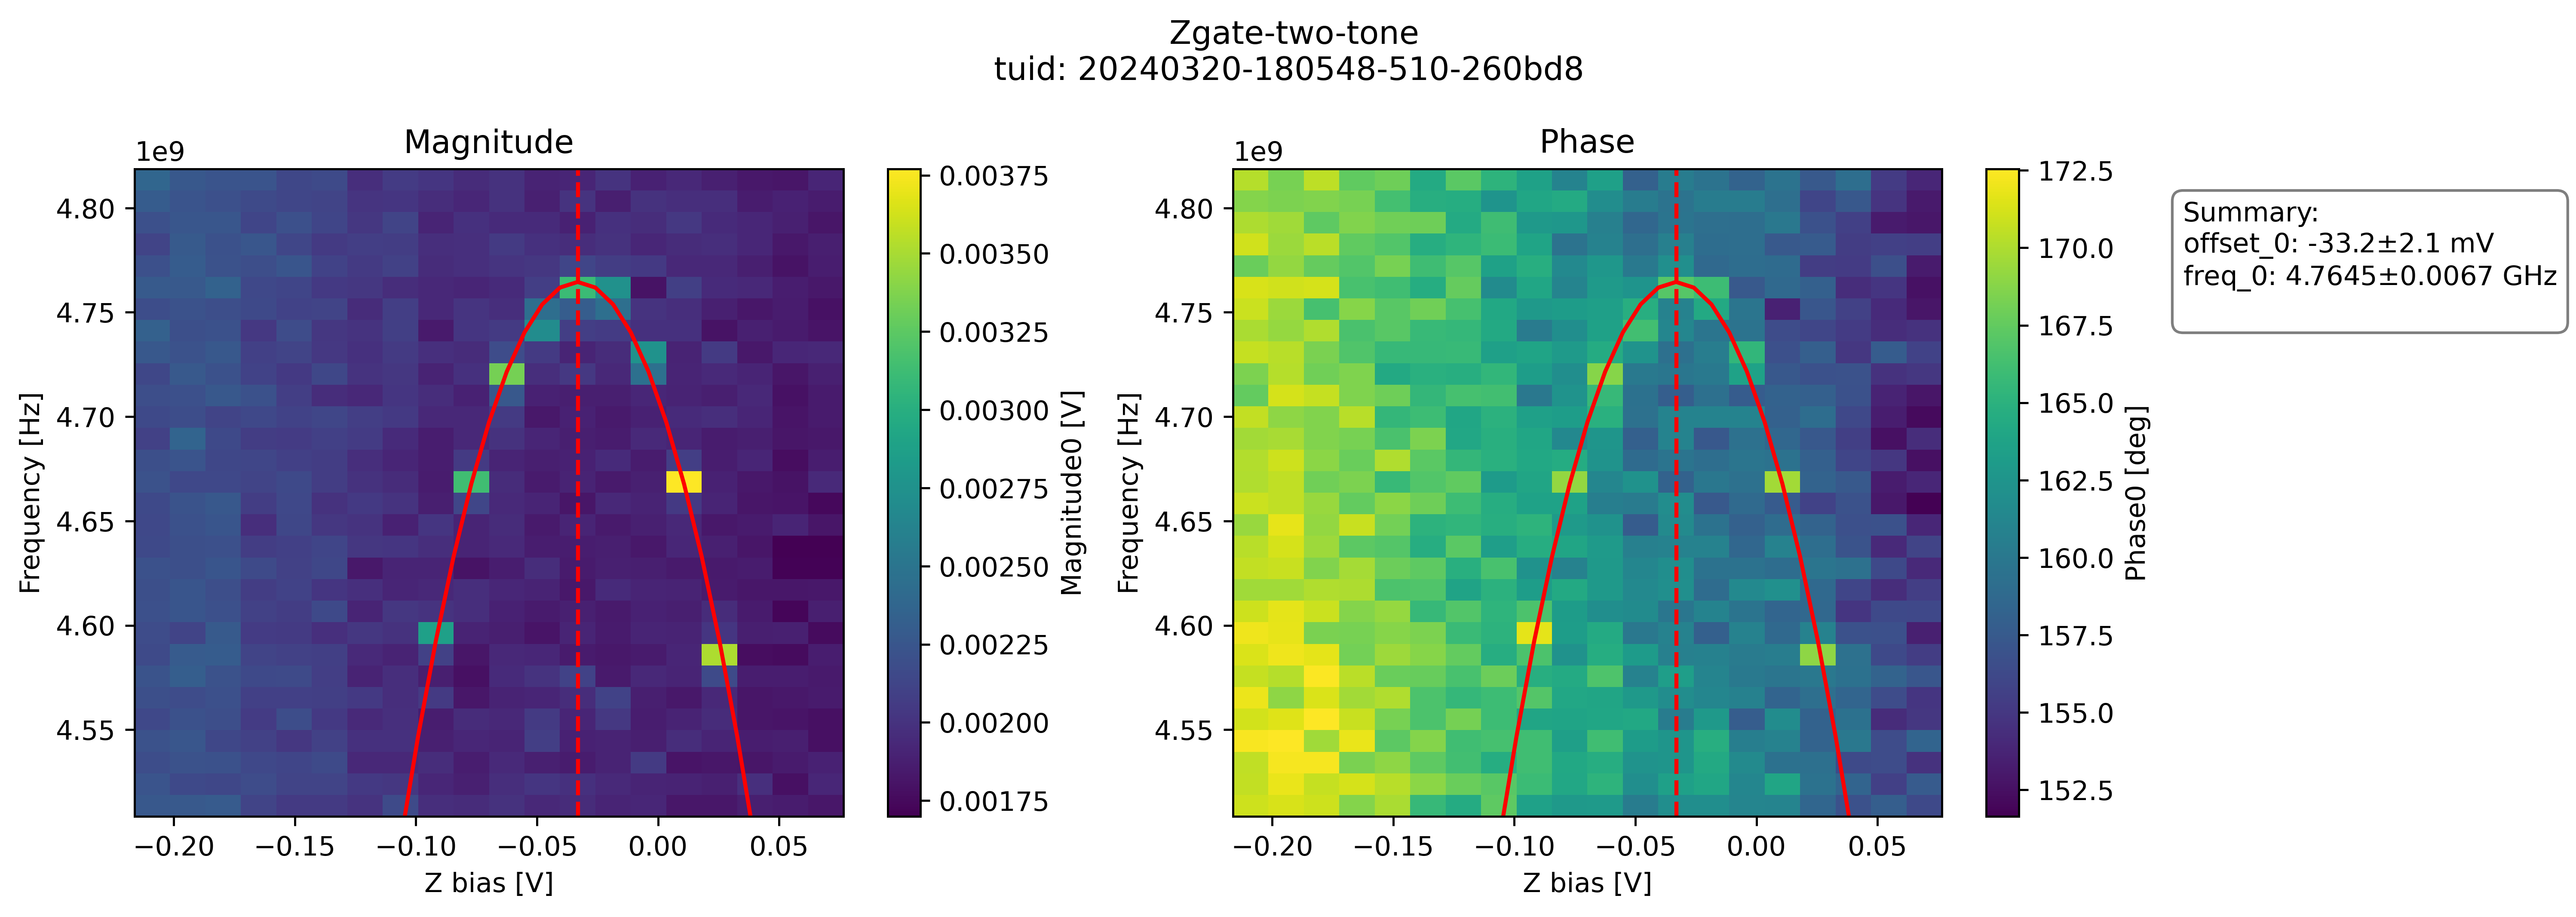 Zgate-two-tone
tuid: 20240320-180548-510-260bd8
Magnitude
1e9
4.80
4.75
4.70
4.65
4.60
4.55
Frequency [Hz]
−0.20 −0.15 −0.10 −0.05 0.00 0.05
Z bias [V]
0.00375
0.00350
0.00325
0.00300
0.00275
0.00250
0.00225
0.00200
0.00175
Magnitude0 [V]
Phase
1e9
4.80
4.75
4.70
4.65
4.60
4.55
Frequency [Hz]
−0.20 −0.15 −0.10 −0.05 0.00 0.05
Z bias [V]
172.5
170.0
167.5
165.0
162.5
160.0
157.5
155.0
152.5
Phase0 [deg]
Summary:
offset_0: -33.2±2.1 mV
freq_0: 4.7645±0.0067 GHz